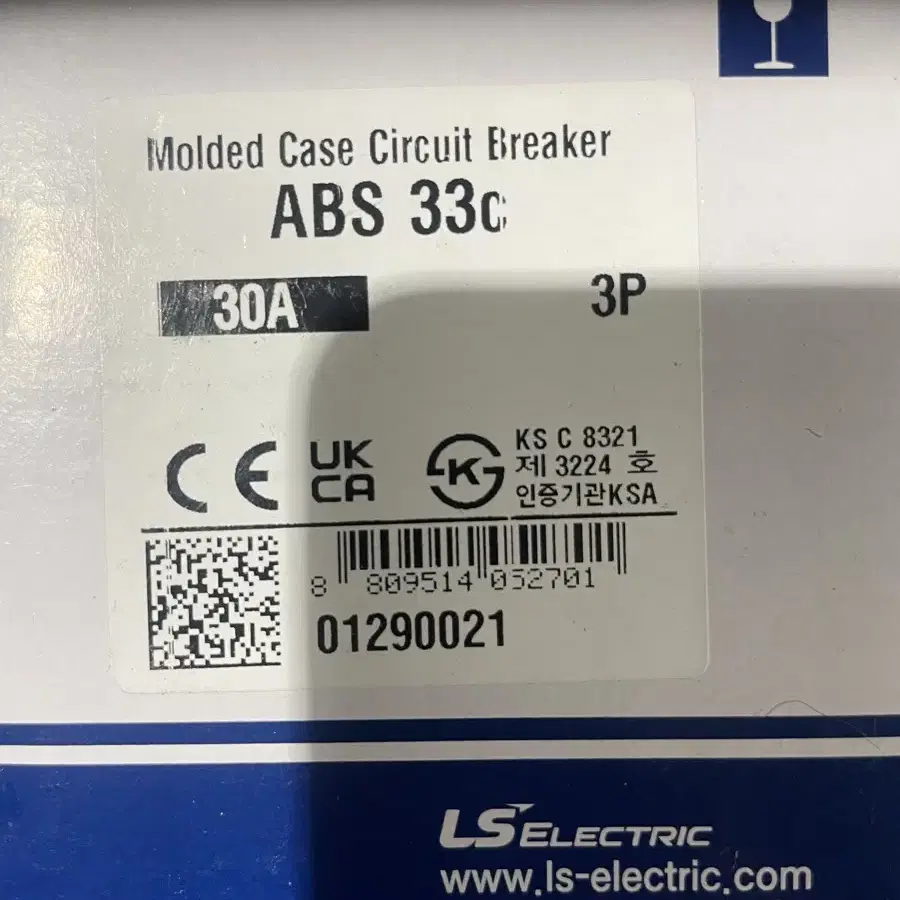 Molded Case Circuit Breaker
ABS 33c
30A
3P
CE
UK
CA
K
KS C 8321
제 3224 호
인증기관KSA
8 809514 052701
01290021
LS ELECTRIC
www.ls-electric.com